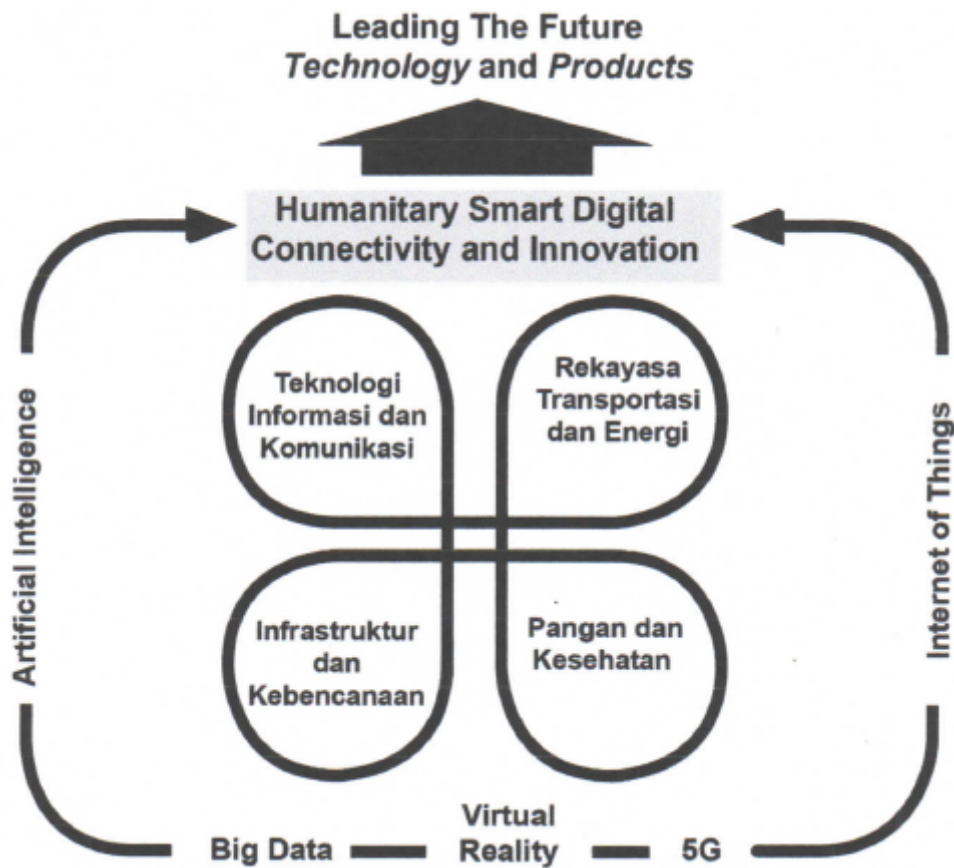 Leading The Future
Technology and Products
Humanitary Smart Digital
Connectivity and Innovation
Teknologi
Informasi dan
Komunikasi
Rekayasa
Transportasi
dan Energi
Artificial Intelligence
Internet of Things
Infrastruktur
dan
Kebencanaan
Pangan dan
Kesehatan
Big Data
Virtual
Reality
5G